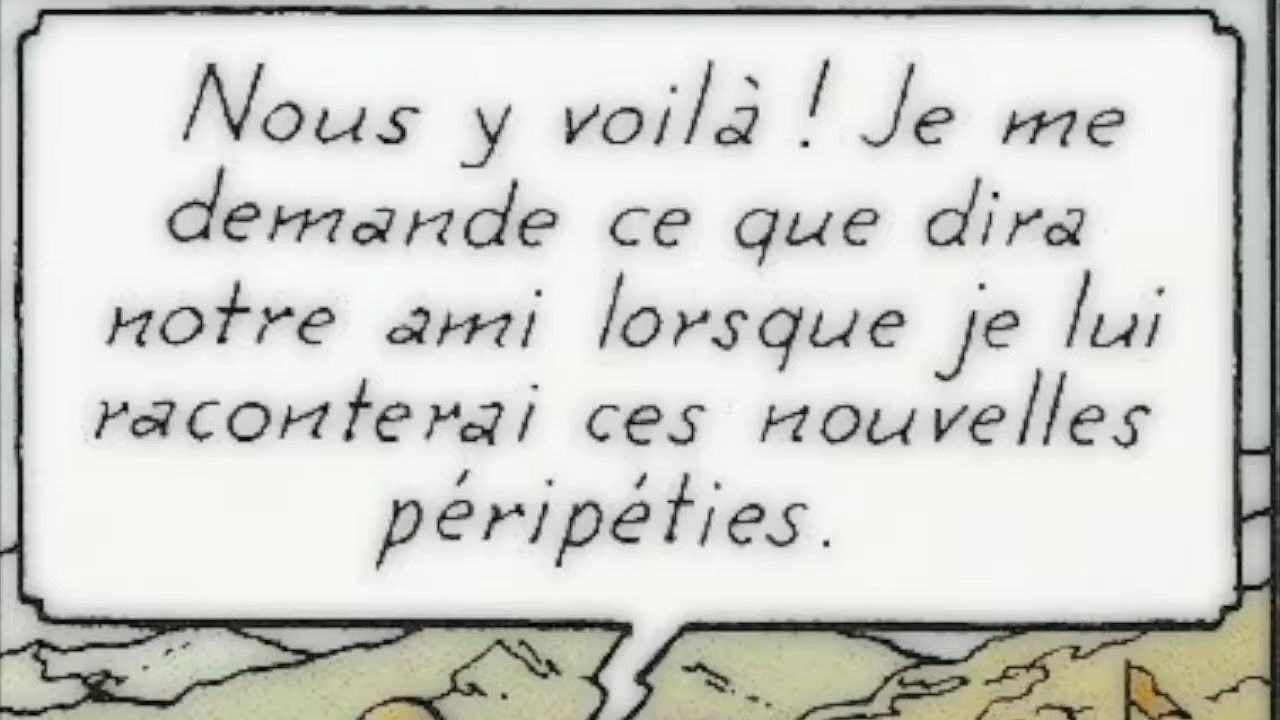 Nous y voilà ! Je me
demande ce que dira
notre ami lorsque je lui
raconterai ces nouvelles
péripéties.